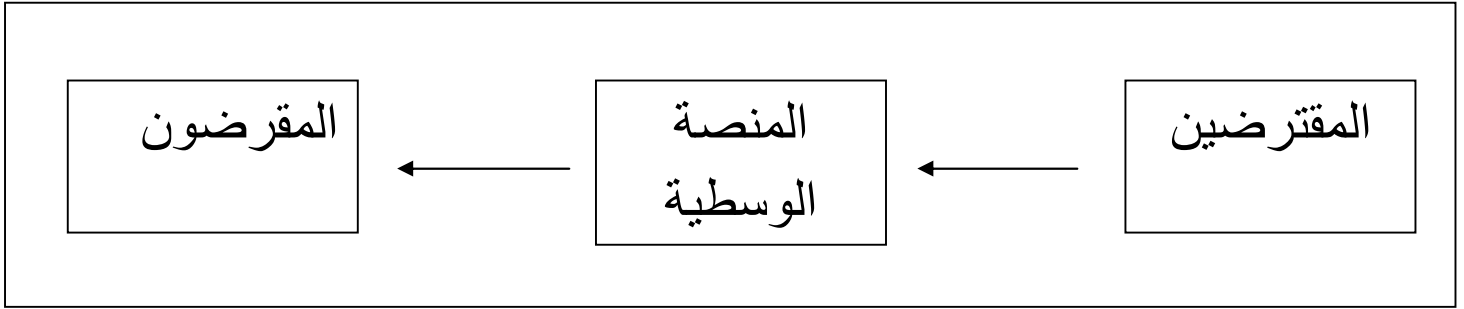 المقترضين
المنصة
الوسطية
المقرضون